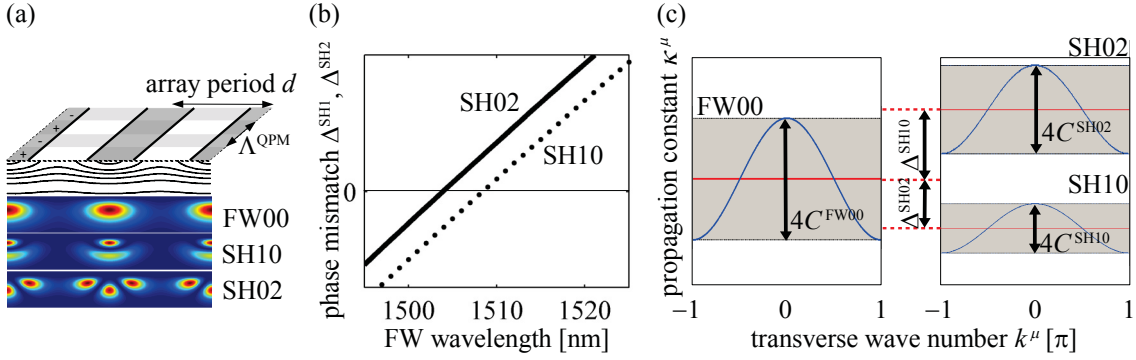 (a)
array period d
+ - + -
Λ^QPM
FW00
SH10
SH02
(b)
phase mismatch Δ^SH1, Δ^SH2
0
SH02
SH10
1500 1510 1520
FW wavelength [nm]
(c)
propagation constant κ^μ
FW00
4C^FW00
−1 0 1
Δ^SH10
Δ^SH02
SH02
4C^SH02
SH10
4C^SH10
−1 0 1
transverse wave number k^μ [π]